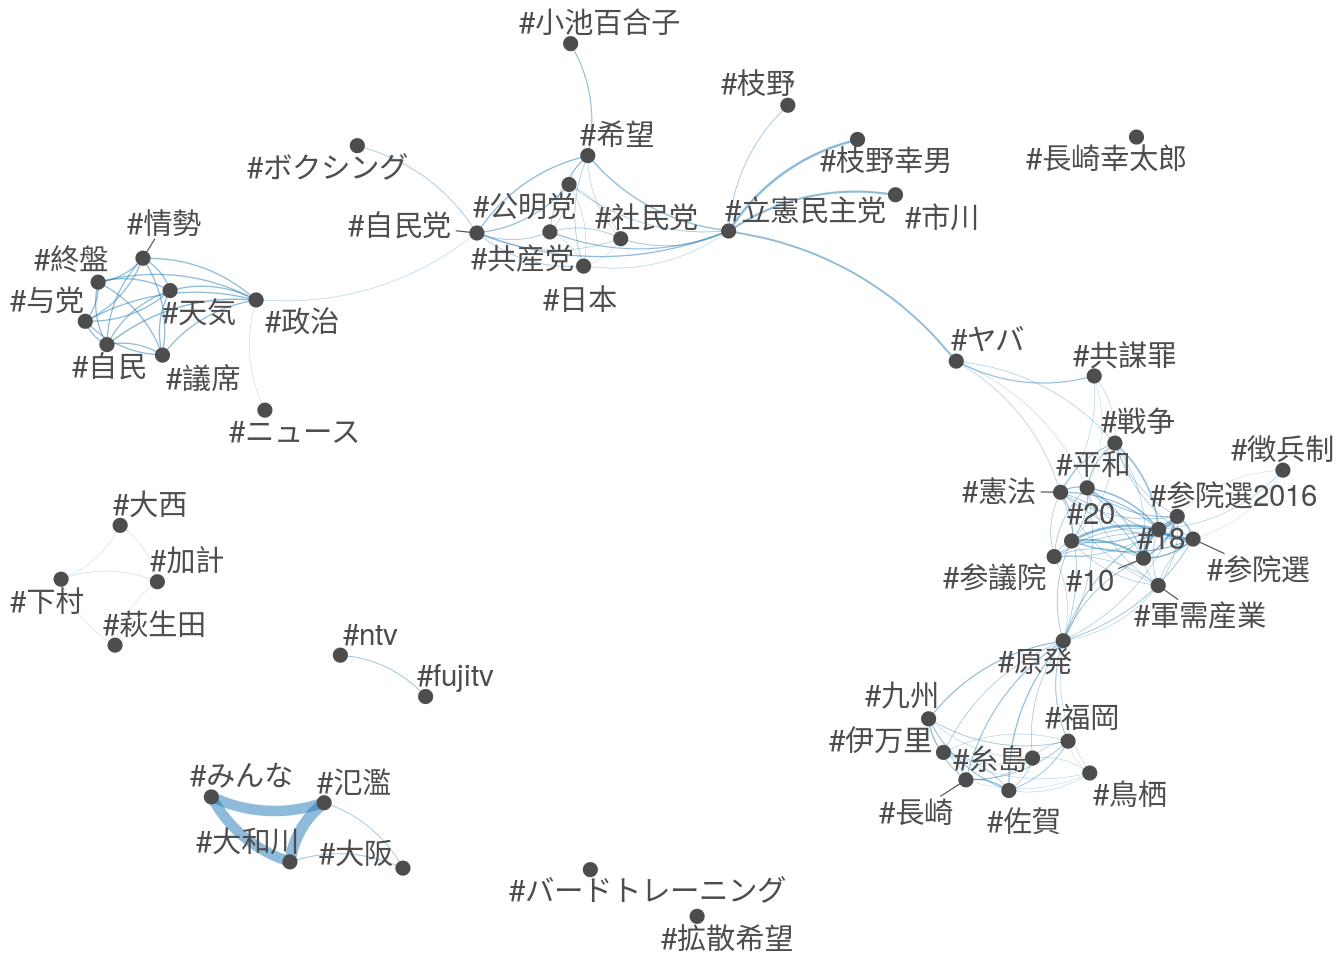 #小池百合子
#枝野
#希望
#長崎幸太郎
#ボクシング
#枝野幸男
#公明党
#社民党
#立憲民主党
#市川
#自民党
#情勢
#共産党
#終盤
#与党
#天気
#日本
#政治
#自民
#議席
#ヤバ
#共謀罪
#ニュース
#戦争
#徴兵制
#平和
#憲法
#参院選2016
#大西
#20
#18
#加計
#参議院
#10
#参院選
#下村
#萩生田
#軍需産業
#ntv
#原発
#fujitv
#九州
#福岡
#伊万里
#糸島
#みんな
#氾濫
#鳥栖
#長崎
#佐賀
#大和川
#大阪
#バードトレーニング
#拡散希望